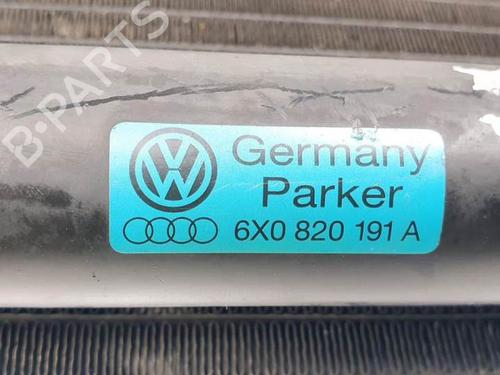 B-PARTS
Germany
Parker
6X0 820 191 A